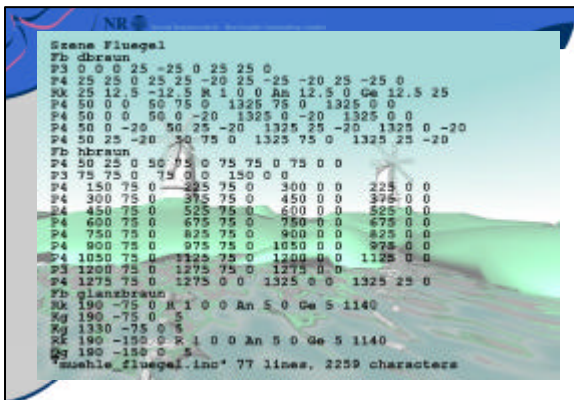 NR
Szene Fluegel
Fb dbraun
P3 0 0 0 25 -25 0 25 25 0
P4 25 25 0 25 25 -20 25 -25 -20 25 -25 0
Rk 25 12.5 -12.5 R 1 0 0 An 12.5 0 Ge 12.5 25
P4 50 0 0 50 75 0 1325 75 0 1325 0 0
P4 50 0 0 50 0 -20 1325 0 -20 1325 0 0
P4 50 0 -20 50 25 -20 1325 25 -20 1325 0 -20
P4 50 25 -20 50 75 0 1325 75 0 1325 25 -20
Fb hbraun
P4 50 25 0 50 75 0 75 75 0 75 0 0
P3 75 75 0 75 0 0 150 0 0
P4 150 75 0 225 75 0 300 0 0 225 0 0
P4 300 75 0 375 75 0 450 0 0 375 0 0
P4 450 75 0 525 75 0 600 0 0 525 0 0
P4 600 75 0 675 75 0 750 0 0 675 0 0
P4 750 75 0 825 75 0 900 0 0 825 0 0
P4 900 75 0 975 75 0 1050 0 0 975 0 0
P4 1050 75 0 1125 75 0 1200 0 0 1125 0 0
P3 1200 75 0 1275 75 0 1275 0 0
P4 1275 75 0 1275 0 0 1325 0 0 1325 25 0
Fb glanzbraun
Rk 190 -75 0 R 1 0 0 An 5 0 Ge 5 1140
Kg 190 -75 0 5
Kg 1330 -75 0 5
Rk 190 -150 0 R 1 0 0 An 5 0 Ge 5 1140
Kg 190 -150 0 5
"muehle_fluegel.inc" 77 lines, 2259 characters